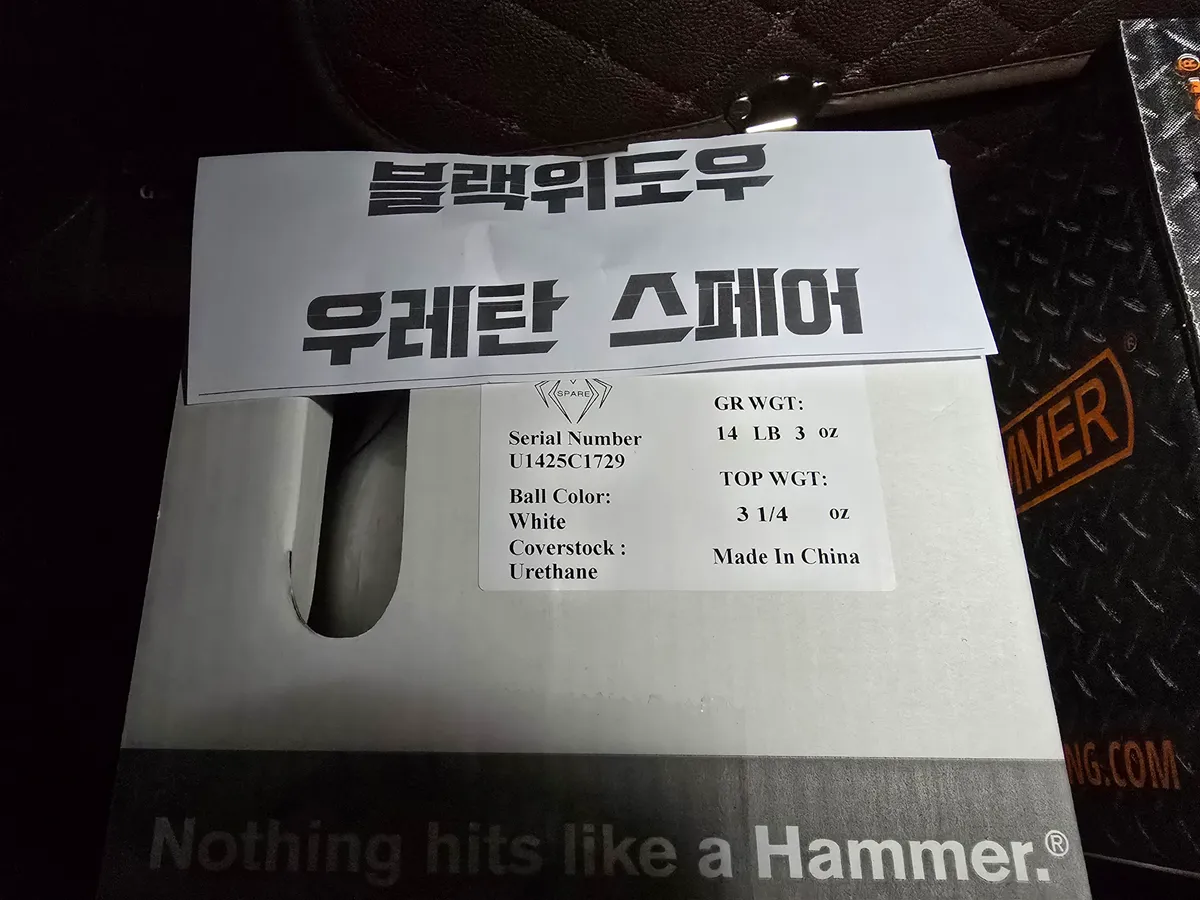 블랙위도우
우레탄 스페어
V
SPARE
Serial Number
U1425C1729
Ball Color:
White
Coverstock :
Urethane
GR WGT:
14 LB 3 oz
TOP WGT:
3 1/4 oz
Made In China
Nothing hits like a Hammer.®
MMER®
NG.COM